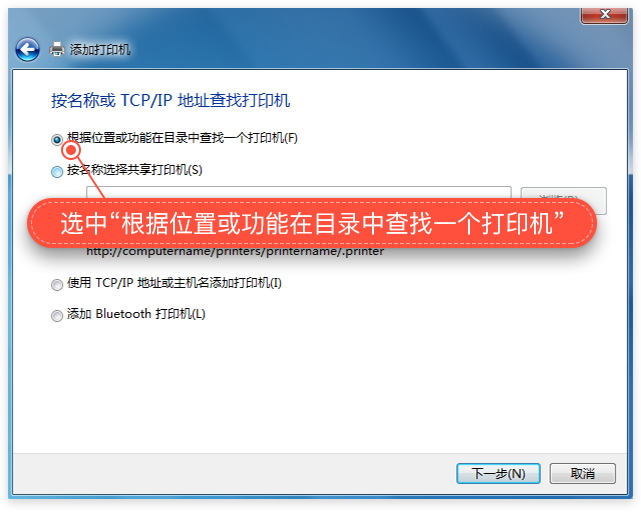 添加打印机
按名称或 TCP/IP 地址查找打印机
根据位置或功能在目录中查找一个打印机(F)
按名称选择共享打印机(S)
选中“根据位置或功能在目录中查找一个打印机”
http://computername/printers/printername/.printer
使用 TCP/IP 地址或主机名添加打印机(I)
添加 Bluetooth 打印机(L)
下一步(N)
取消